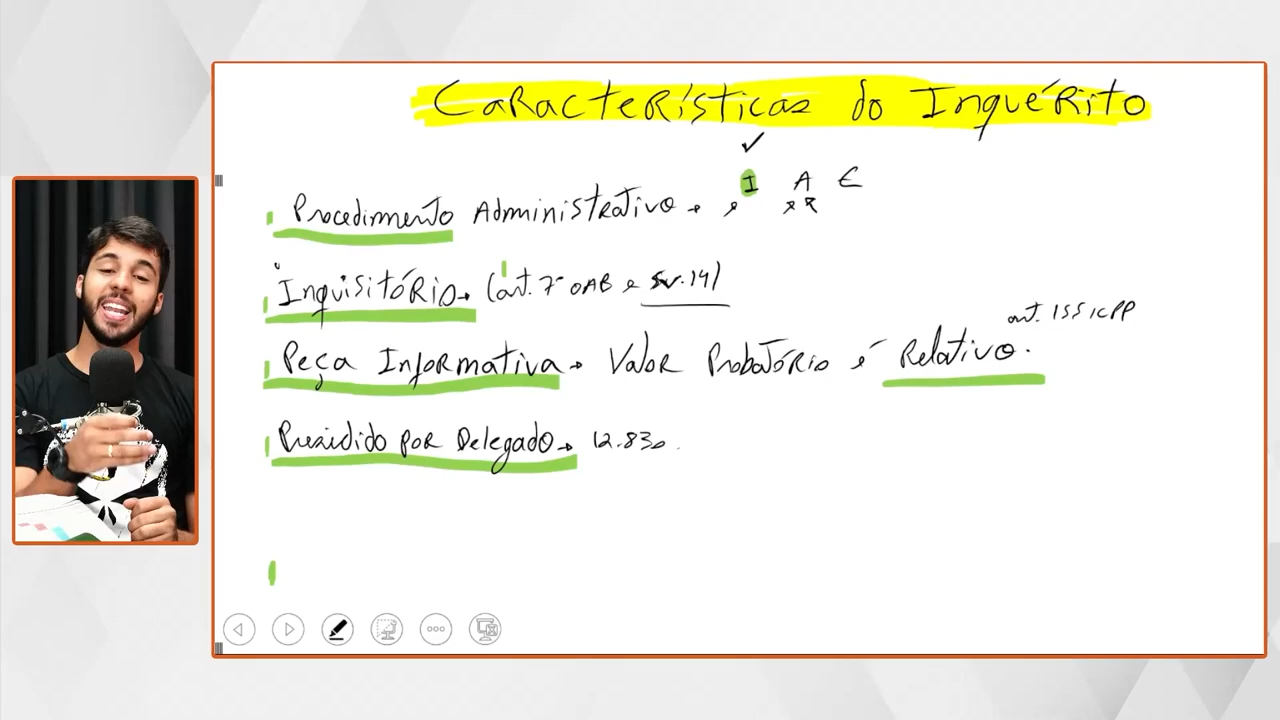 Características do Inquérito
I A E
Procedimento Administrativo →
Inquisitório → (art. 7º OAB e sv. 14)
art. 155 CPP
Peça Informativa → Valor Probatório é Relativo.
Presidido por Delegado → 12.830